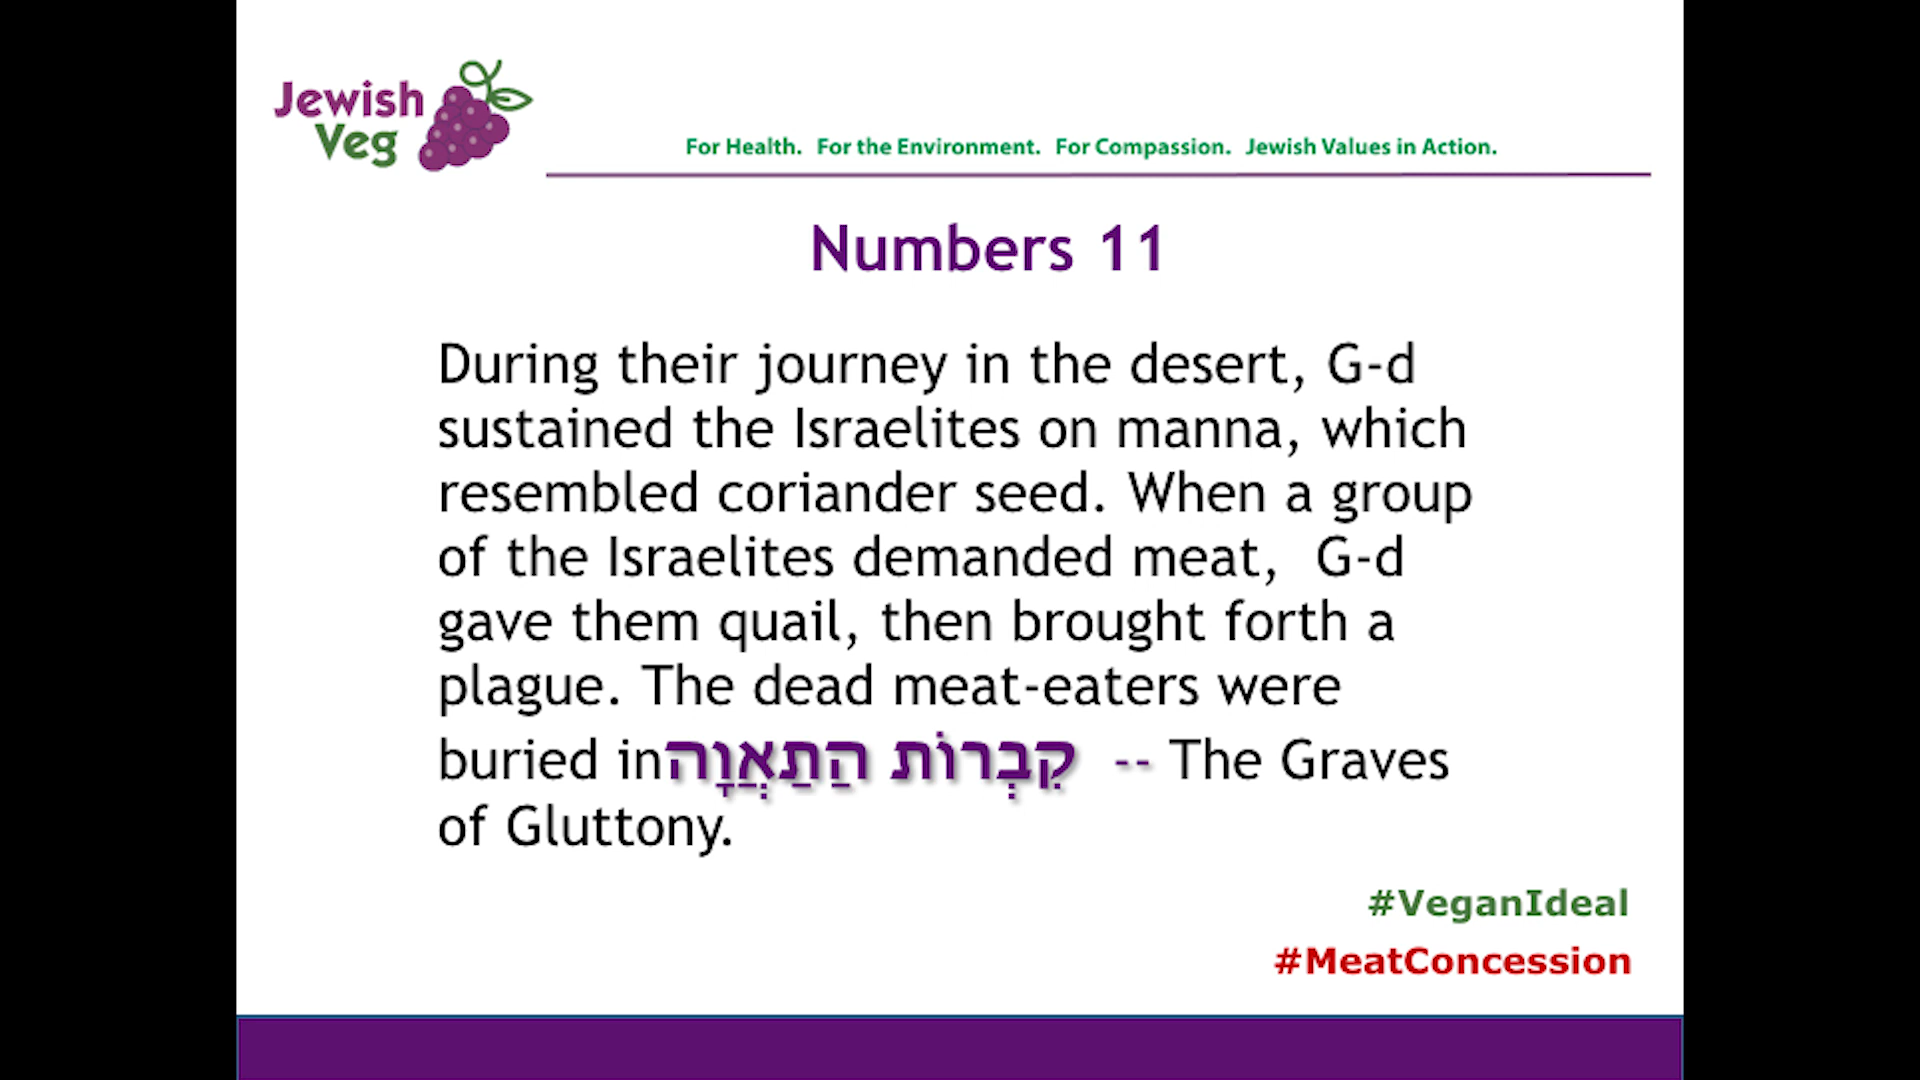 Jewish
Veg
For Health. For the Environment. For Compassion. Jewish Values in Action.
Numbers 11
During their journey in the desert, G-d
sustained the Israelites on manna, which
resembled coriander seed. When a group
of the Israelites demanded meat,  G-d
gave them quail, then brought forth a
plague. The dead meat-eaters were
buried in קִבְרוֹת הַתַּאֲוָה -- The Graves
of Gluttony.
#VeganIdeal
#MeatConcession